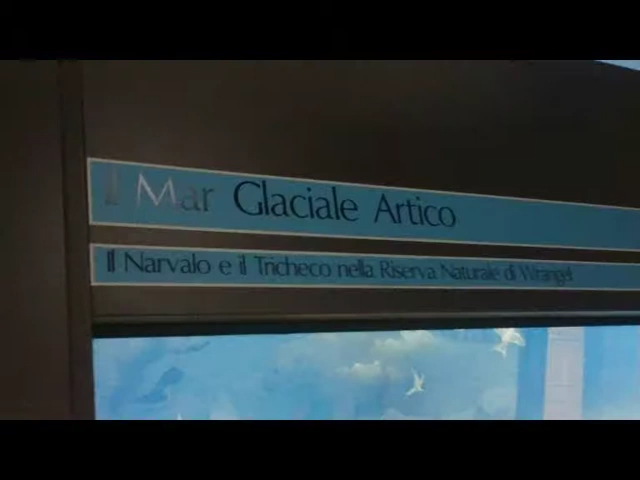 Il Mar Glaciale Artico
Il Narvalo e il Tricheco nella Riserva Naturale di Wrangel